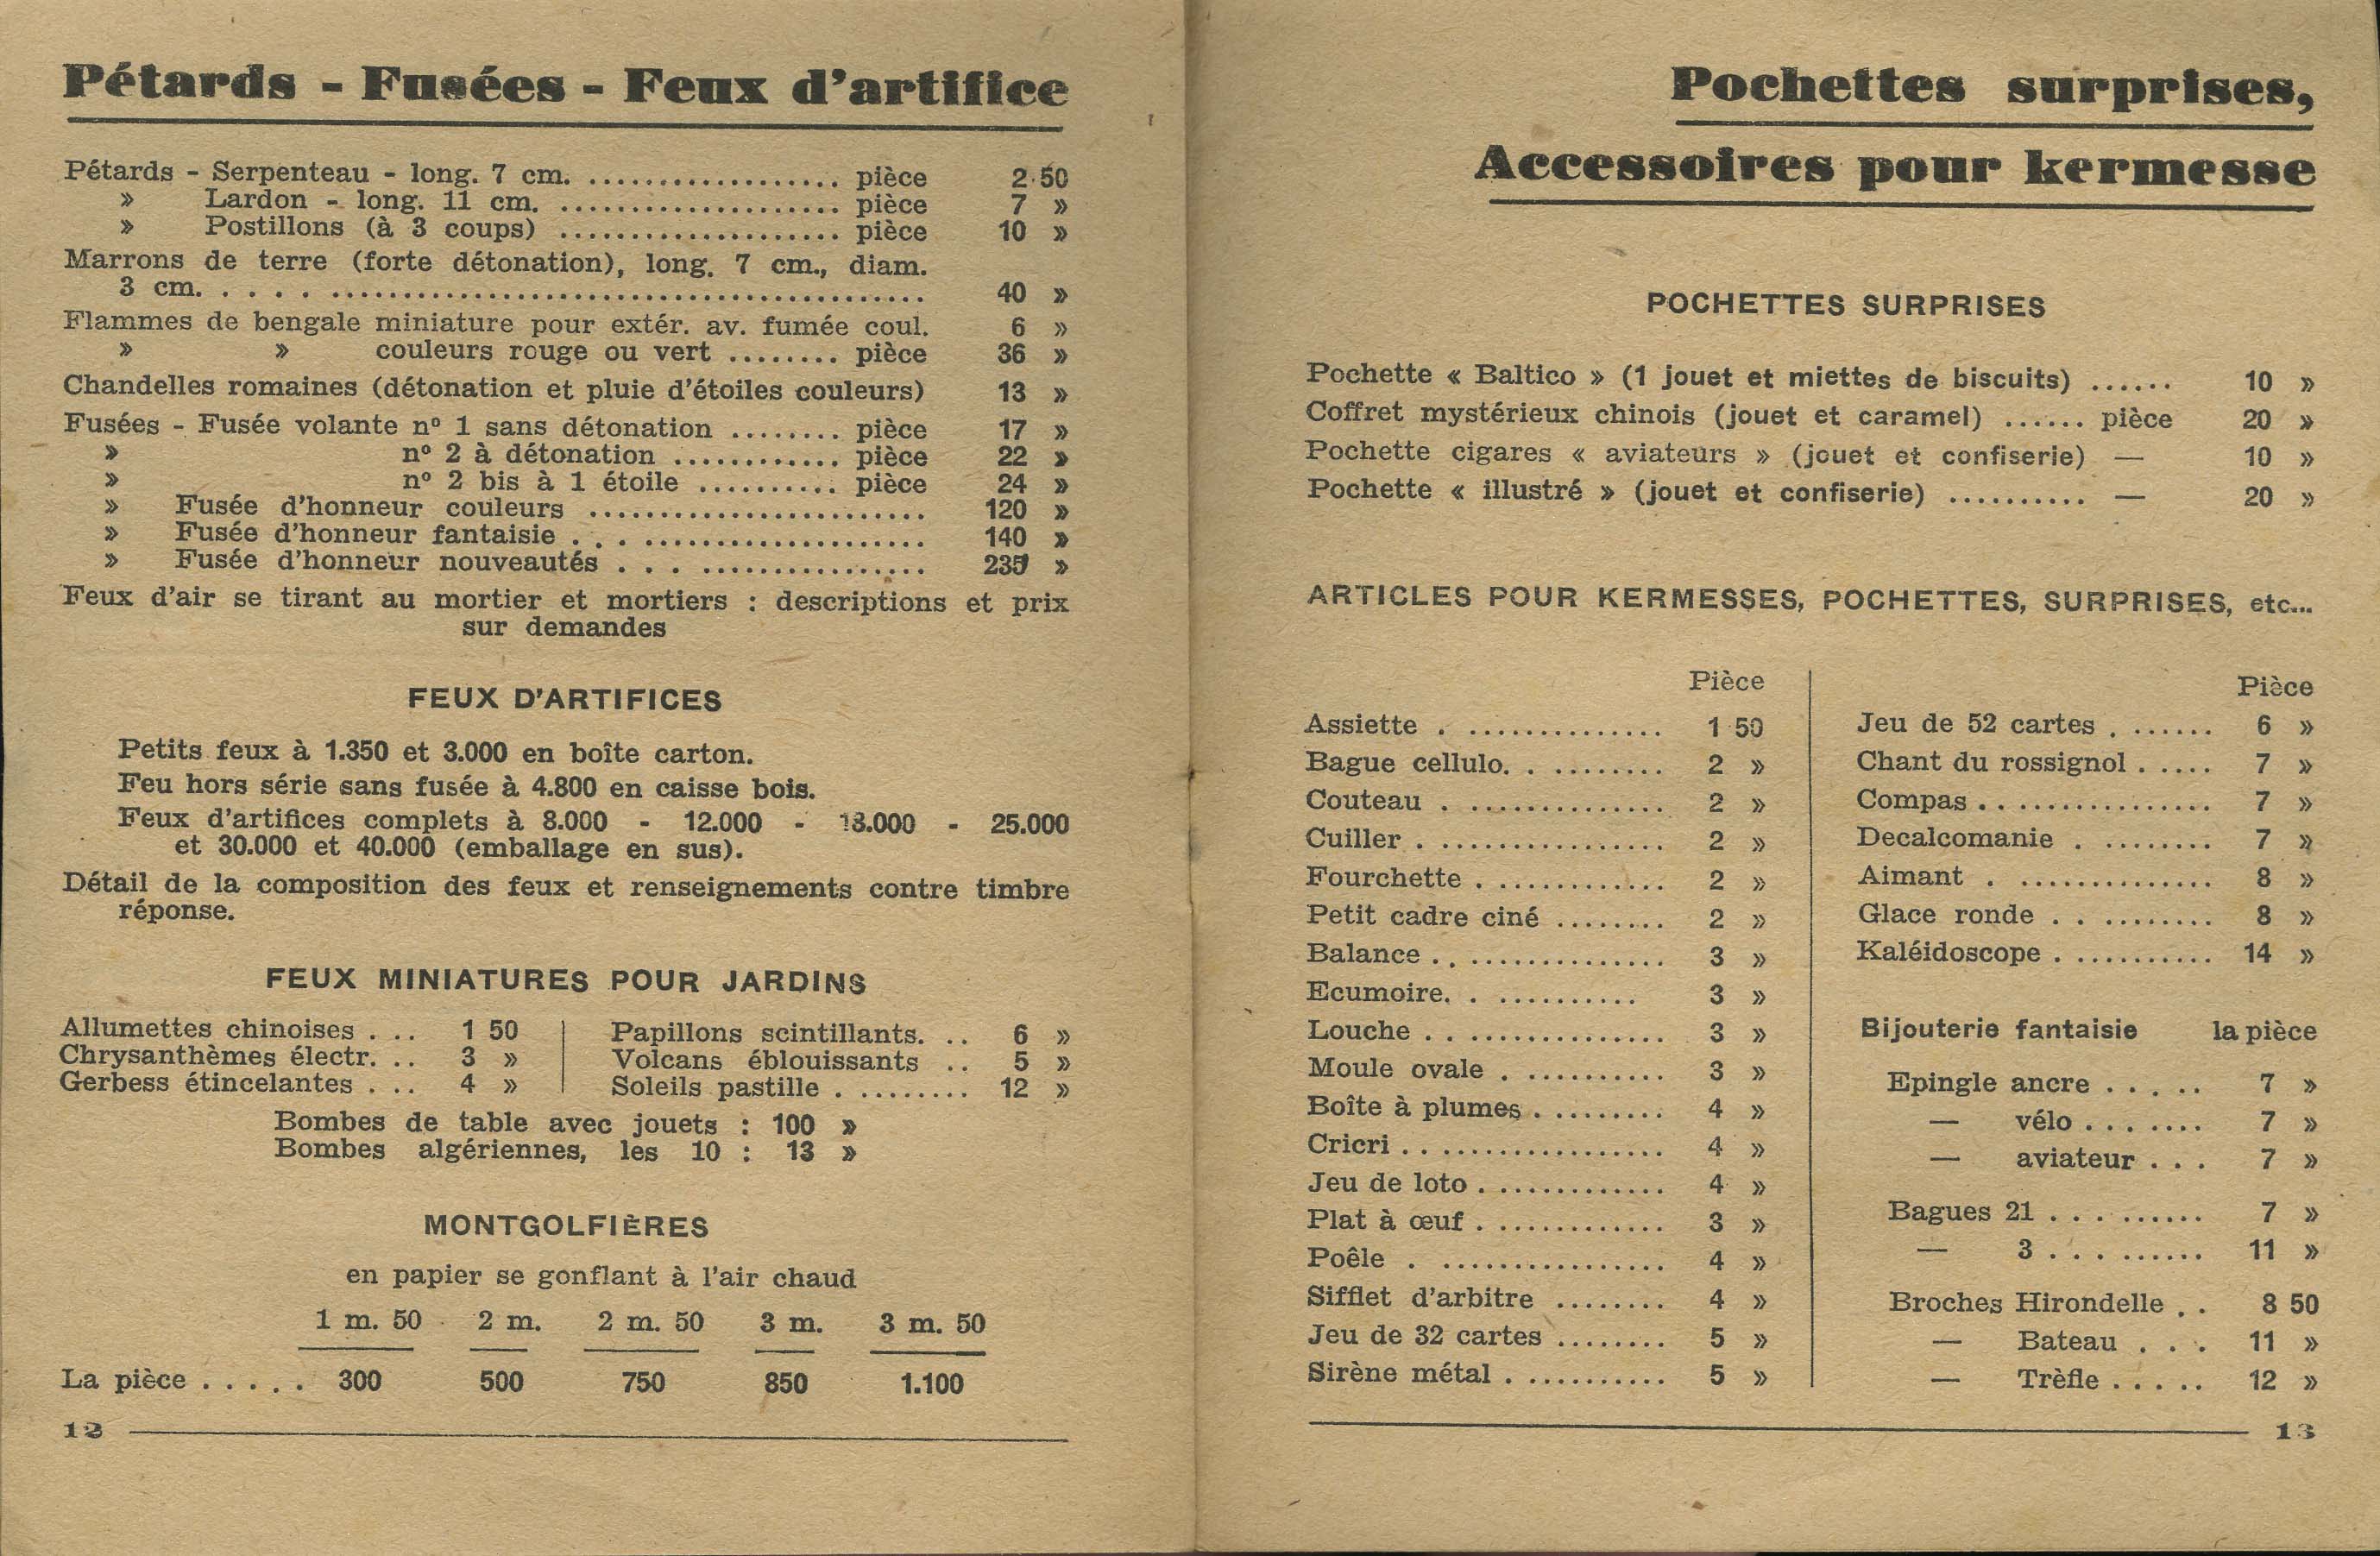 Pétards - Fusées - Feux d'artifice
Pétards - Serpenteau - long. 7 cm. .................. pièce 2 50
» Lardon - long. 11 cm. .................... pièce 7 »
» Postillons (à 3 coups) .................... pièce 10 »
Marrons de terre (forte détonation), long. 7 cm., diam.
3 cm. . . . . .......................................... 40 »
Flammes de bengale miniature pour extér. av. fumée coul. 6 »
» » couleurs rouge ou vert ........ pièce 36 »
Chandelles romaines (détonation et pluie d'étoiles couleurs) 13 »
Fusées - Fusée volante nº 1 sans détonation ........ pièce 17 »
» nº 2 à détonation ............ pièce 22 »
» nº 2 bis à 1 étoile .......... pièce 24 »
» Fusée d'honneur couleurs ........................ 120 »
» Fusée d'honneur fantaisie . . . .................... 140 »
» Fusée d'honneur nouveautés . . . ................ »
Feux d'air se tirant au mortier et mortiers : descriptions et prix
sur demandes
FEUX D'ARTIFICES
Petits feux à 1.350 et 3.000 en boîte carton.
Feu hors série sans fusée à 4.800 en caisse bois.
Feux d'artifices complets à 8.000 - 12.000 - 18.000 - 25.000
et 30.000 et 40.000 (emballage en sus).
Détail de la composition des feux et renseignements contre timbre
réponse.
FEUX MINIATURES POUR JARDINS
Allumettes chinoises . .. 1 50
Chrysanthèmes électr. .. 3 »
Gerbess étincelantes . .. 4 »
Papillons scintillants. .. 6 »
Volcans éblouissants .. 5 »
Soleils pastille . ........ 12 »
Bombes de table avec jouets : 100 »
Bombes algériennes, les 10 : 13 »
MONTGOLFIÈRES
en papier se gonflant à l'air chaud
1 m. 50 2 m. 2 m. 50 3 m. 3 m. 50
La pièce . . . . . 300 500 750 850 1.100
12
Pochettes surprises,
Accessoires pour kermesse
POCHETTES SURPRISES
Pochette « Baltico » (1 jouet et miettes de biscuits) ...... 10 »
Coffret mystérieux chinois (jouet et caramel) ...... pièce 20 »
Pochette cigares « aviateurs » (jouet et confiserie) — 10 »
Pochette « illustré » (jouet et confiserie) .......... — 20 »
ARTICLES POUR KERMESSES, POCHETTES, SURPRISES, etc...
Pièce
Assiette . .............. 1 50
Bague cellulo. . ........ 2 »
Couteau . .............. 2 »
Cuiller . ................ 2 »
Fourchette . ............ 2 »
Petit cadre ciné ........ 2 »
Balance . . .............. 3 »
Ecumoire. . .......... 3 »
Louche . . .............. 3 »
Moule ovale . .......... 3 »
Boîte à plumes . ........ 4 »
Cricri . . ................ 4 »
Jeu de loto . ............ 4 »
Plat à œuf . ............ 3 »
Poêle . ................ 4 »
Sifflet d'arbitre ........ 4 »
Jeu de 32 cartes ........ 5 »
Sirène métal . .......... 5 »
Pièce
Jeu de 52 cartes . ...... 6 »
Chant du rossignol . .... 7 »
Compas . . .............. 7 »
Decalcomanie . ........ 7 »
Aimant . .............. 8 »
Glace ronde . . ........ 8 »
Kaléidoscope . .......... 14 »
Bijouterie fantaisie la pièce
Epingle ancre . . . .. 7 »
— vélo . . . .... 7 »
— aviateur . . . 7 »
Bagues 21 . . . ...... 7 »
— 3 . . . ...... 11 »
Broches Hirondelle . . 8 50
— Bateau . . . 11 »
— Trèfle . . . .. 12 »
13